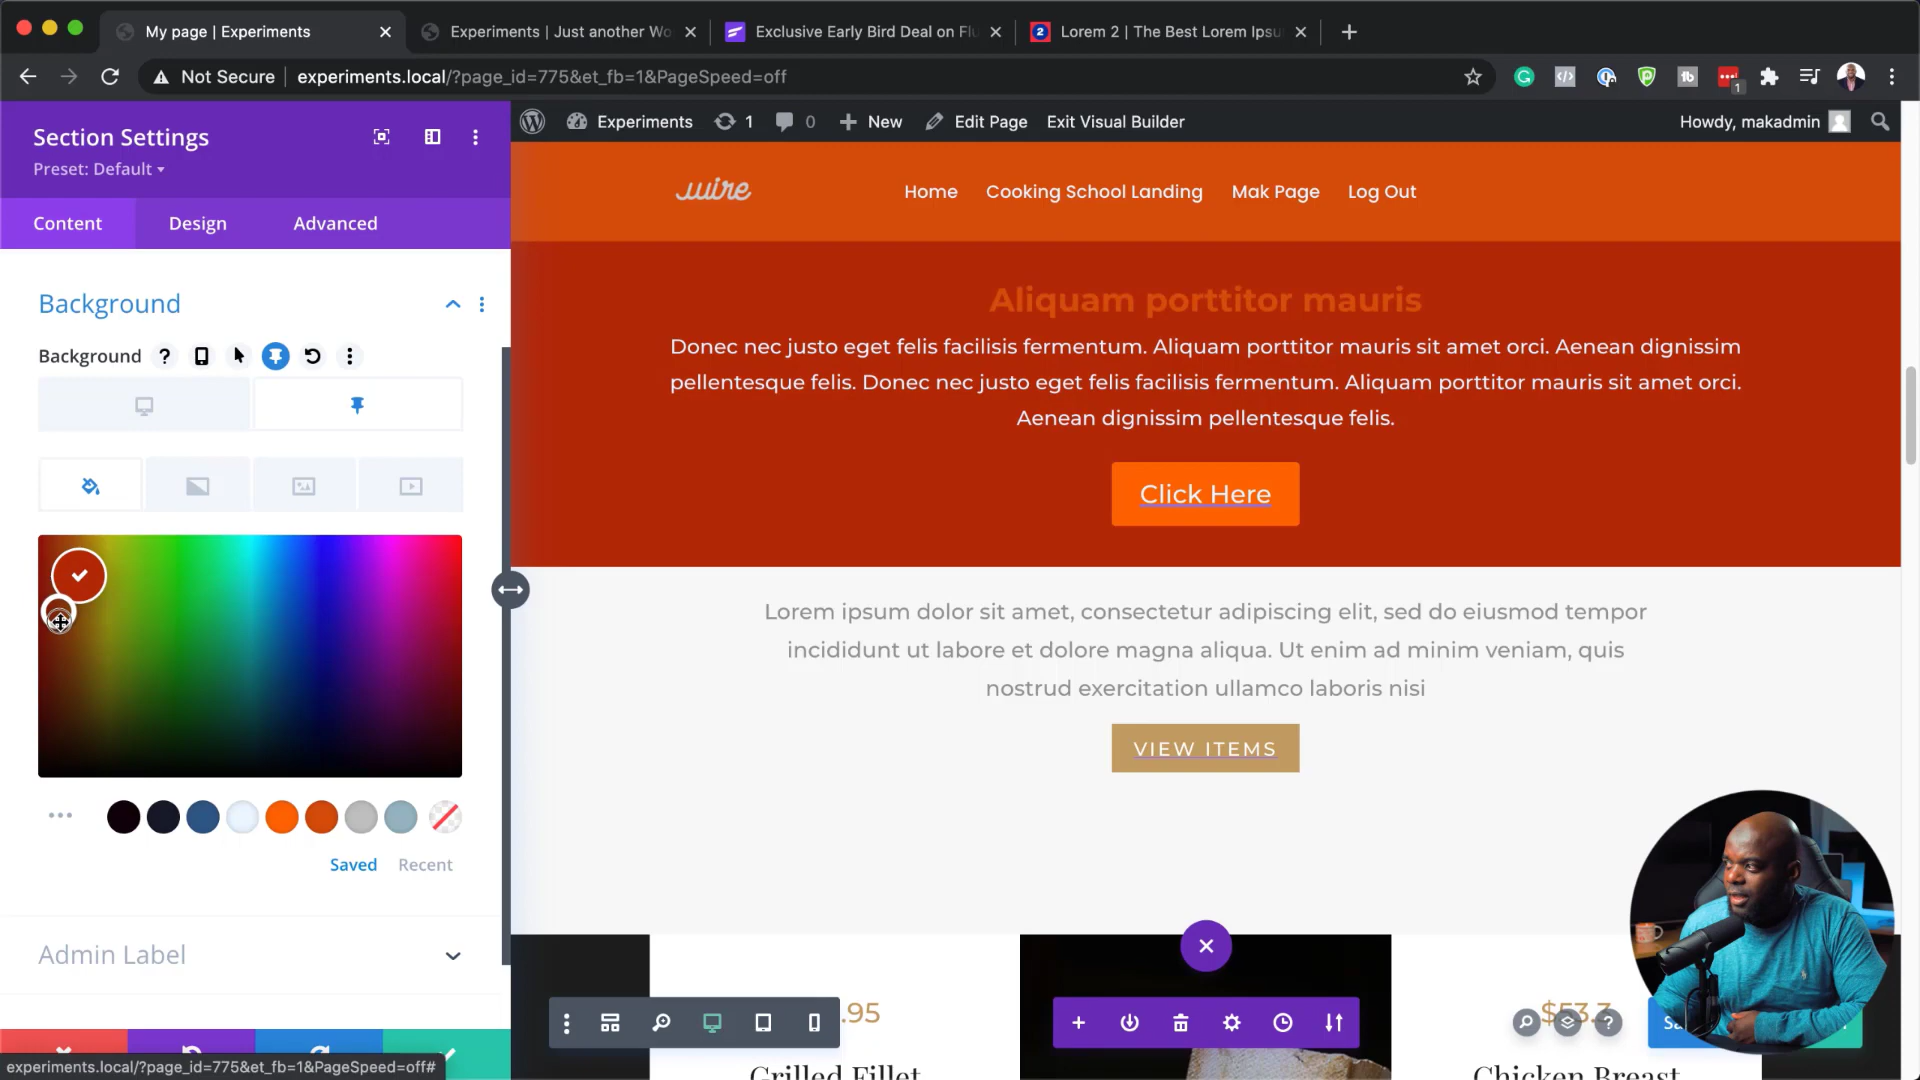 My page | Experiments
Experiments | Just another Wo
Exclusive Early Bird Deal on Flu
Lorem 2 | The Best Lorem Ipsu
Not Secure
experiments.local/?page_id=775&et_fb=1&PageSpeed=off
1
Section Settings
Preset: Default
Content
Design
Advanced
Experiments
1
0
New
Edit Page
Exit Visual Builder
Howdy, makadmin
wire
Home
Cooking School Landing
Mak Page
Log Out
Background
Background
Aliquam porttitor mauris
Donec nec justo eget felis facilisis fermentum. Aliquam porttitor mauris sit amet orci. Aenean dignissim
pellentesque felis. Donec nec justo eget felis facilisis fermentum. Aliquam porttitor mauris sit amet orci.
Aenean dignissim pellentesque felis.
Click Here
Lorem ipsum dolor sit amet, consectetur adipiscing elit, sed do eiusmod tempor
incididunt ut labore et dolore magna aliqua. Ut enim ad minim veniam, quis
nostrud exercitation ullamco laboris nisi
VIEW ITEMS
Saved
Recent
Admin Label
.95
$53.3
Grilled Fillet
Chicken Breast
experiments.local/?page_id=775&et_fb=1&PageSpeed=off#